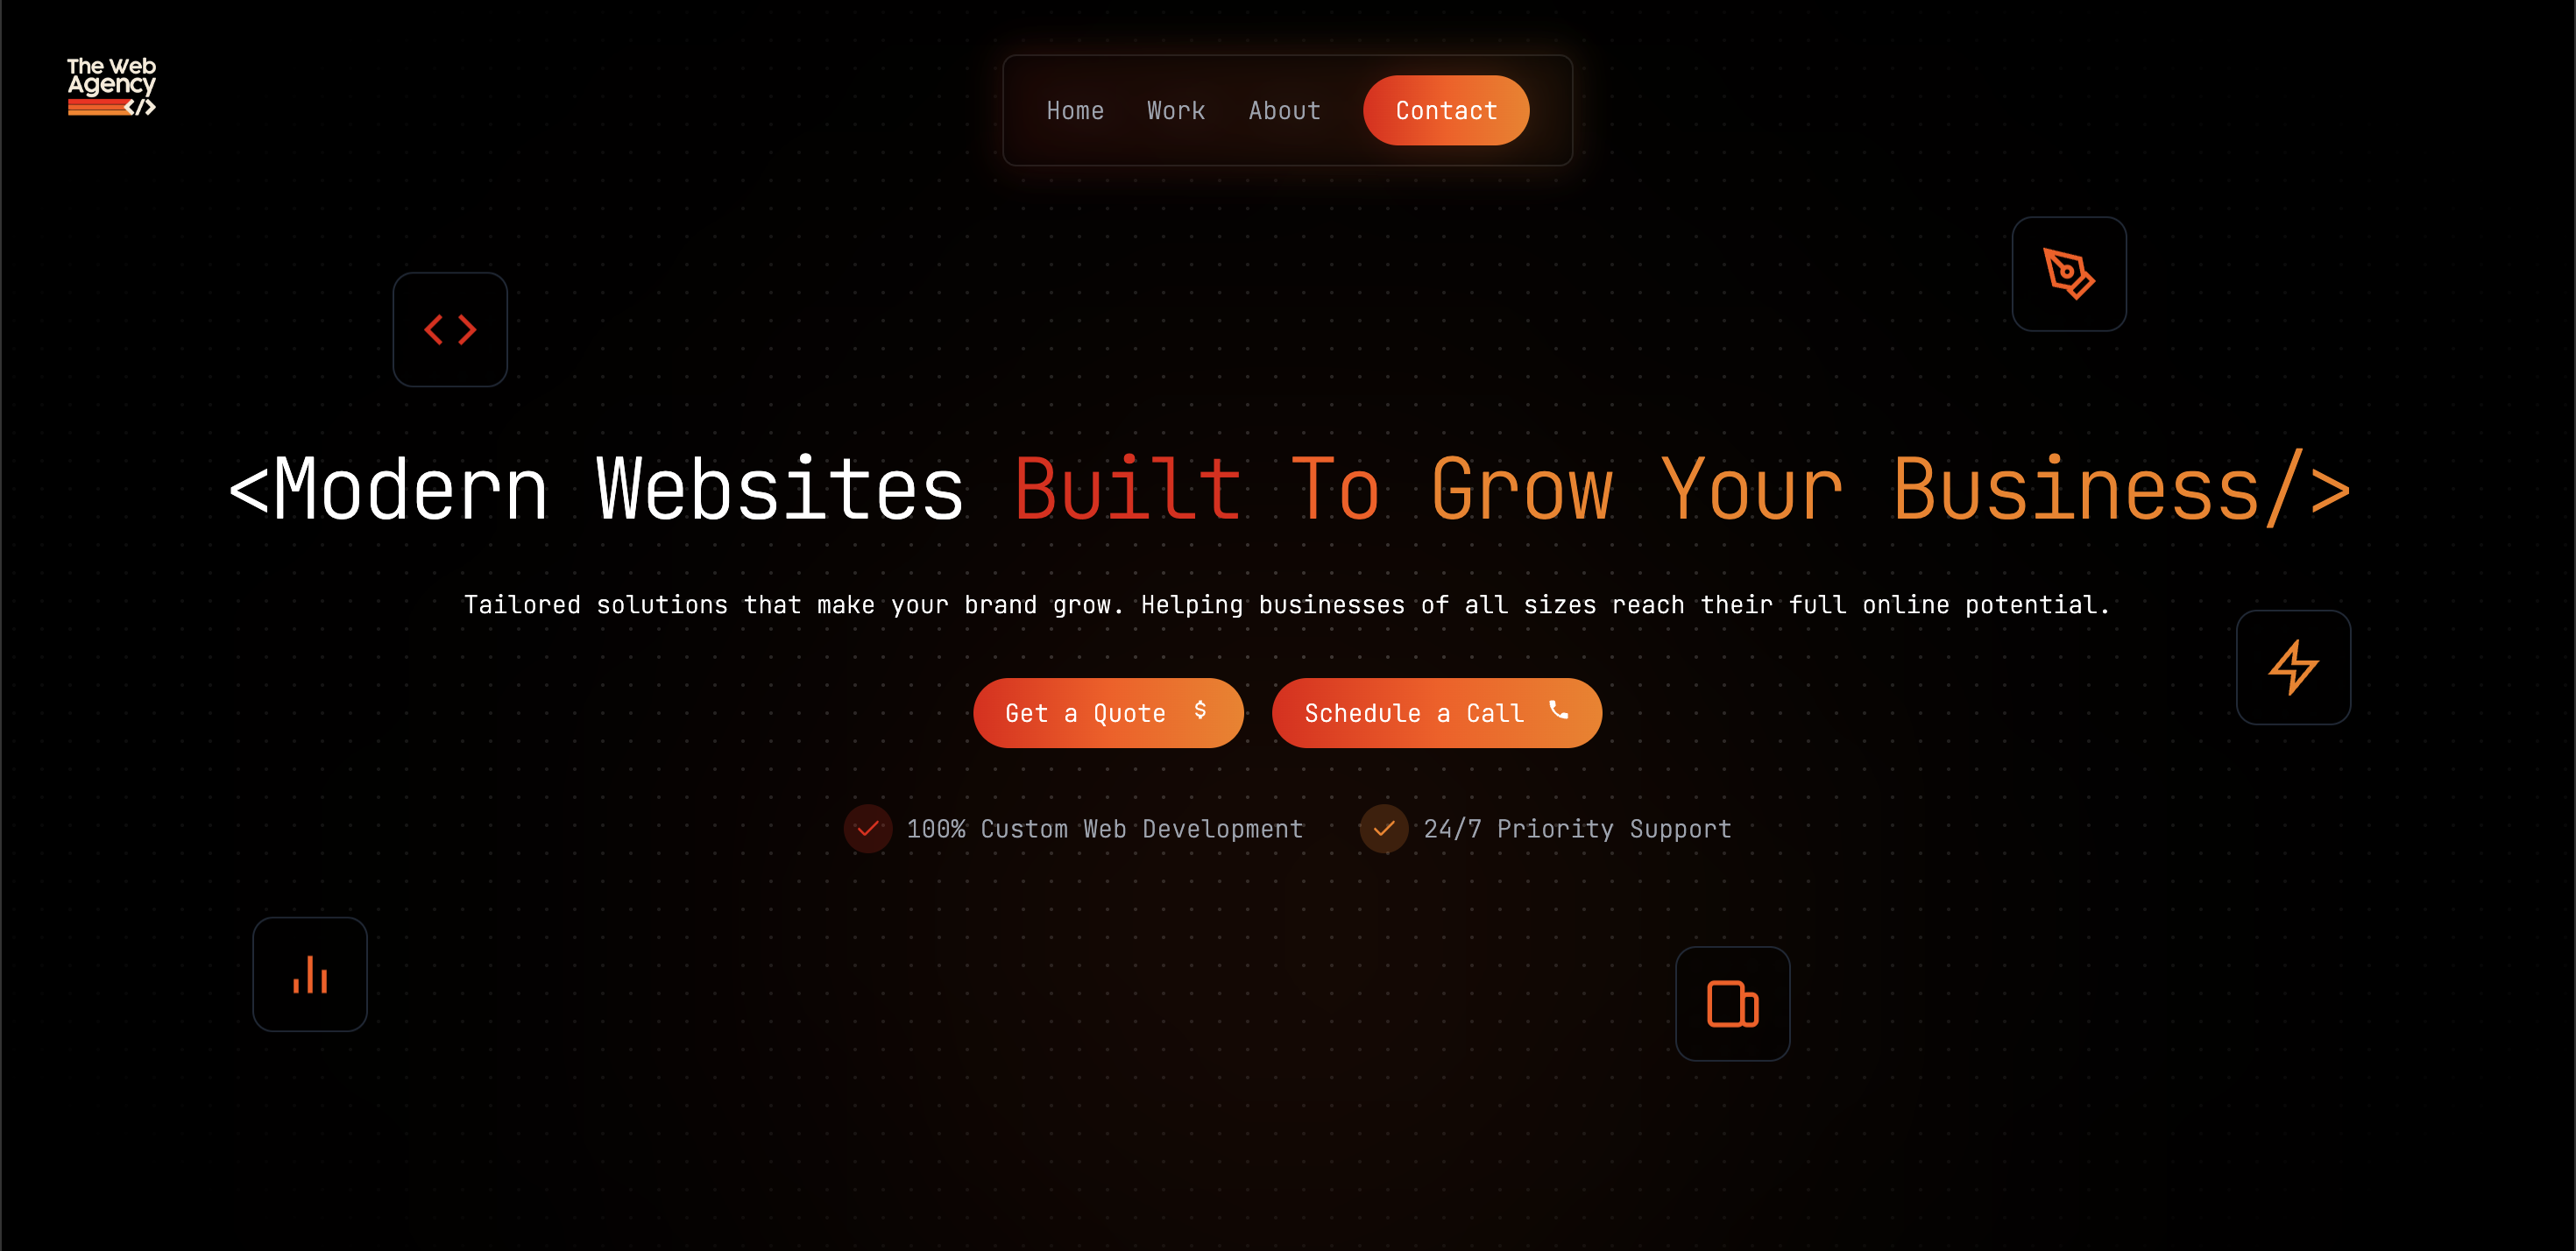 The Web
Agency
</>
Home Work About Contact
<Modern Websites Built To Grow Your Business/>
Tailored solutions that make your brand grow. Helping businesses of all sizes reach their full online potential.
Get a Quote $ Schedule a Call
100% Custom Web Development 24/7 Priority Support